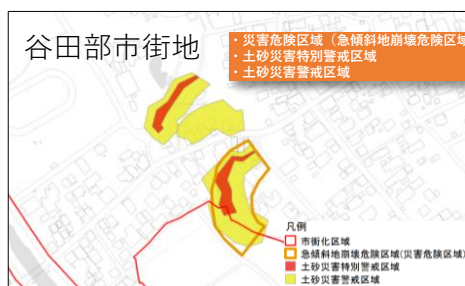 谷田部市街地
・災害危険区域（急傾斜地崩壊危険区域
・土砂災害特別警戒区域
・土砂災害警戒区域
凡例
市街化区域
急傾斜地崩壊危険区域(災害危険区域)
土砂災害特別警戒区域
土砂災害警戒区域